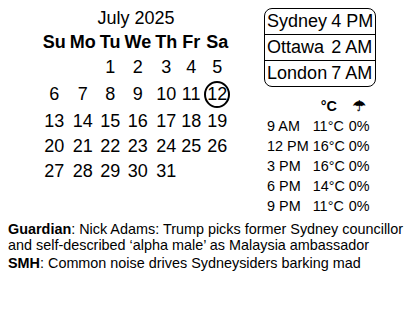 July 2025
Su Mo Tu We Th Fr Sa
1 2 3 4 5
6 7 8 9 10 11 12
13 14 15 16 17 18 19
20 21 22 23 24 25 26
27 28 29 30 31
Sydney 4 PM
Ottawa 2 AM
London 7 AM
°C ☂
9 AM 11°C 0%
12 PM 16°C 0%
3 PM 16°C 0%
6 PM 14°C 0%
9 PM 11°C 0%
Guardian: Nick Adams: Trump picks former Sydney councillor
and self-described ‘alpha male’ as Malaysia ambassador
SMH: Common noise drives Sydneysiders barking mad